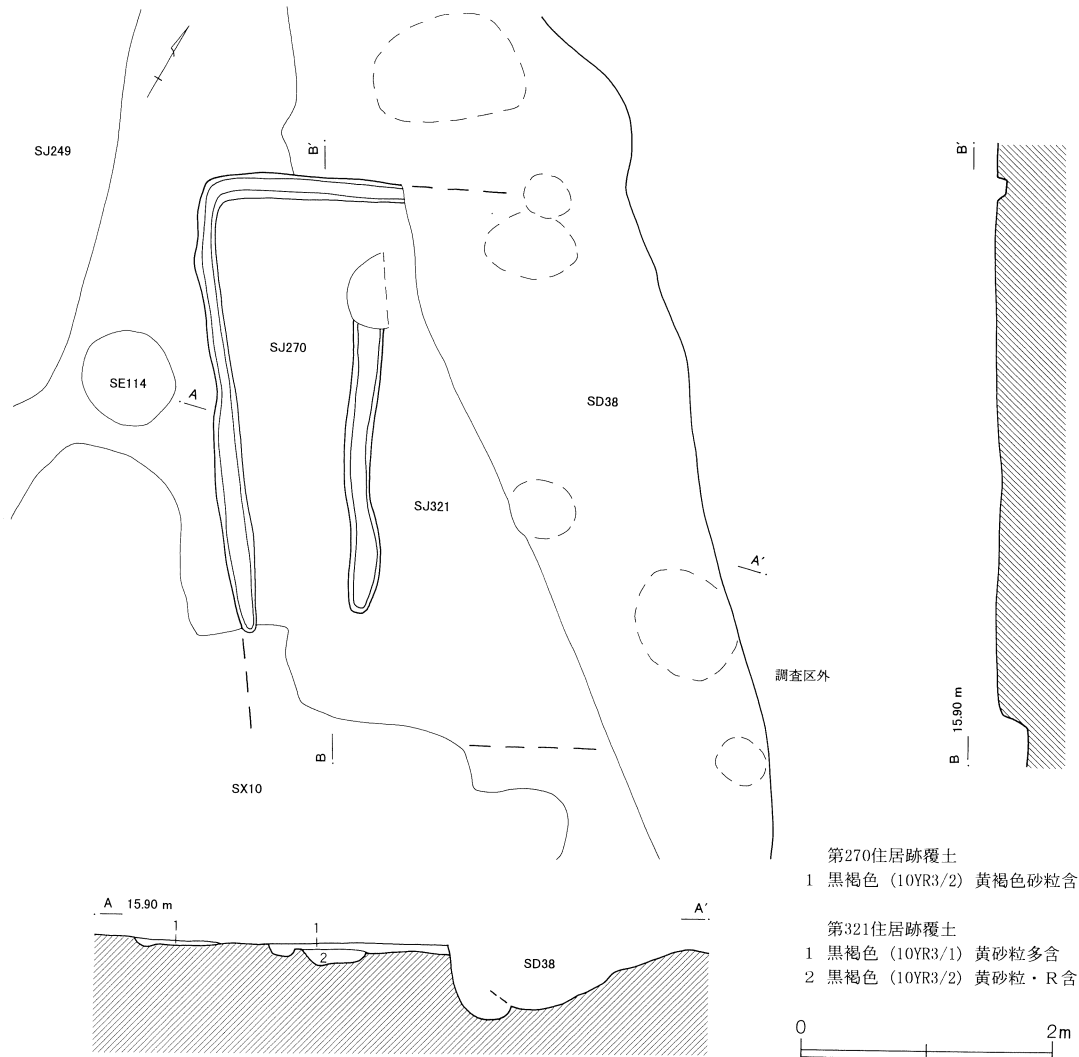 SJ249
B′
B′
SJ270
SE114
A
SD38
SJ321
A′
調査区外
15.90 m
B
B
SX10
第270住居跡覆土
1 黒褐色 (10YR3/2) 黄褐色砂粒含
第321住居跡覆土
1 黒褐色 (10YR3/1) 黄砂粒多含
2 黒褐色 (10YR3/2) 黄砂粒・R含
A 15.90 m
A′
1
1
2
SD38
0
2m